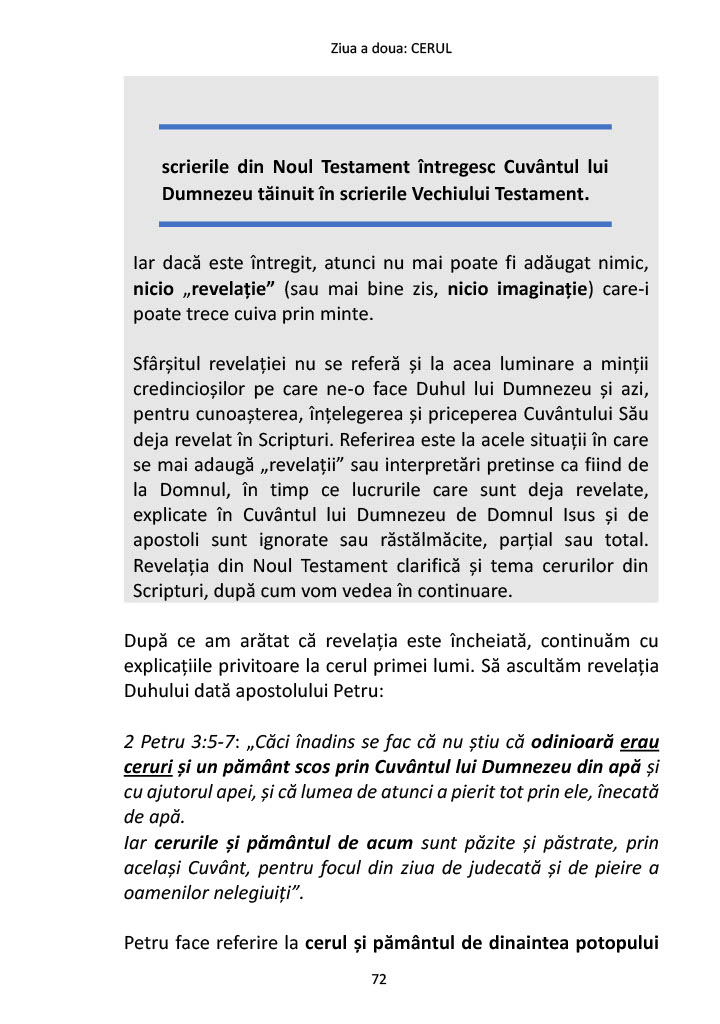 Ziua a doua: CERUL
scrierile din Noul Testament întregesc Cuvântul lui
Dumnezeu tăinuit în scrierile Vechiului Testament.
Iar dacă este întregit, atunci nu mai poate fi adăugat nimic,
nicio „revelație” (sau mai bine zis, nicio imaginație) care-i
poate trece cuiva prin minte.
Sfârșitul revelației nu se referă și la acea luminare a minții
credincioșilor pe care ne-o face Duhul lui Dumnezeu și azi,
pentru cunoașterea, înțelegerea și priceperea Cuvântului Său
deja revelat în Scripturi. Referirea este la acele situații în care
se mai adaugă „revelații” sau interpretări pretinse ca fiind de
la Domnul, în timp ce lucrurile care sunt deja revelate,
explicate în Cuvântul lui Dumnezeu de Domnul Isus și de
apostoli sunt ignorate sau răstălmăcite, parțial sau total.
Revelația din Noul Testament clarifică și tema cerurilor din
Scripturi, după cum vom vedea în continuare.
După ce am arătat că revelația este încheiată, continuăm cu
explicațiile privitoare la cerul primei lumi. Să ascultăm revelația
Duhului dată apostolului Petru:
2 Petru 3:5-7: „Căci înadins se fac că nu știu că odinioară erau
ceruri și un pământ scos prin Cuvântul lui Dumnezeu din apă și
cu ajutorul apei, și că lumea de atunci a pierit tot prin ele, înecată
de apă.
Iar cerurile și pământul de acum sunt păzite și păstrate, prin
același Cuvânt, pentru focul din ziua de judecată și de pieire a
oamenilor nelegiuiți”.
Petru face referire la cerul și pământul de dinaintea potopului
72